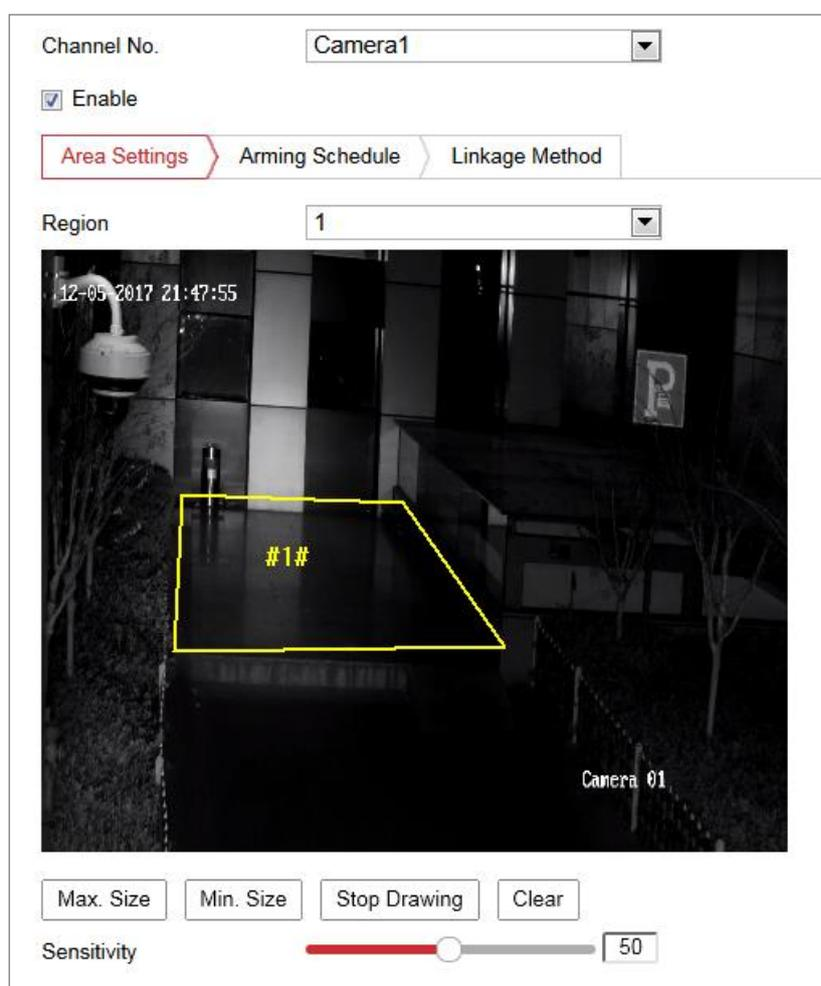 Channel No. Camera1
Enable
Area Settings Arming Schedule Linkage Method
Region 1
12-05-2017 21:47:55
P
#1#
Camera 01
Max. Size Min. Size Stop Drawing Clear
Sensitivity 50